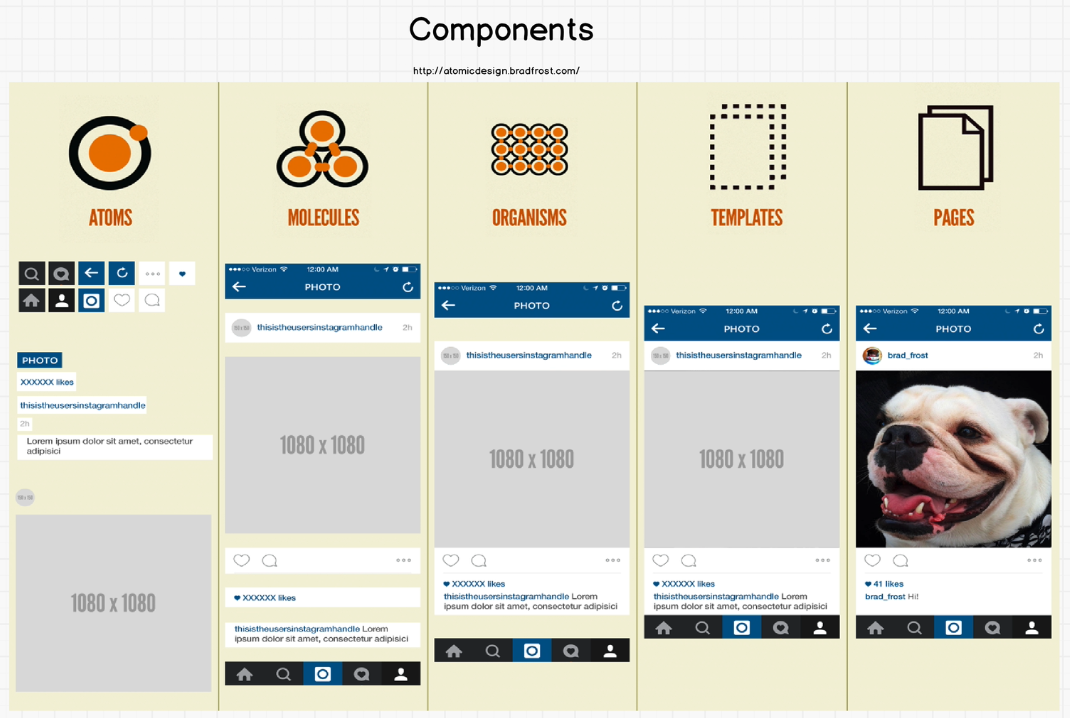 Components
http://atomicdesign.bradfrost.com/
ATOMS
PHOTO
XXXXXX likes
thisistheusersinstagramhandle
2h
Lorem ipsum dolor sit amet, consectetur
adipisici
1080 x 1080
MOLECULES
Verizon 12:00 AM
PHOTO
thisistheusersinstagramhandle 2h
1080 x 1080
XXXXXX likes
thisistheusersinstagramhandle Lorem
ipsum dolor sit amet, consectetur adipisici
ORGANISMS
Verizon 12:00 AM
PHOTO
thisistheusersinstagramhandle 2h
1080 x 1080
XXXXXX likes
thisistheusersinstagramhandle Lorem
ipsum dolor sit amet, consectetur adipisici
TEMPLATES
Verizon 12:00 AM
PHOTO
thisistheusersinstagramhandle 2h
1080 x 1080
XXXXXX likes
thisistheusersinstagramhandle Lorem
ipsum dolor sit amet, consectetur adipisici
PAGES
Verizon 12:00 AM
PHOTO
brad_frost 2h
41 likes
brad_frost Hi!